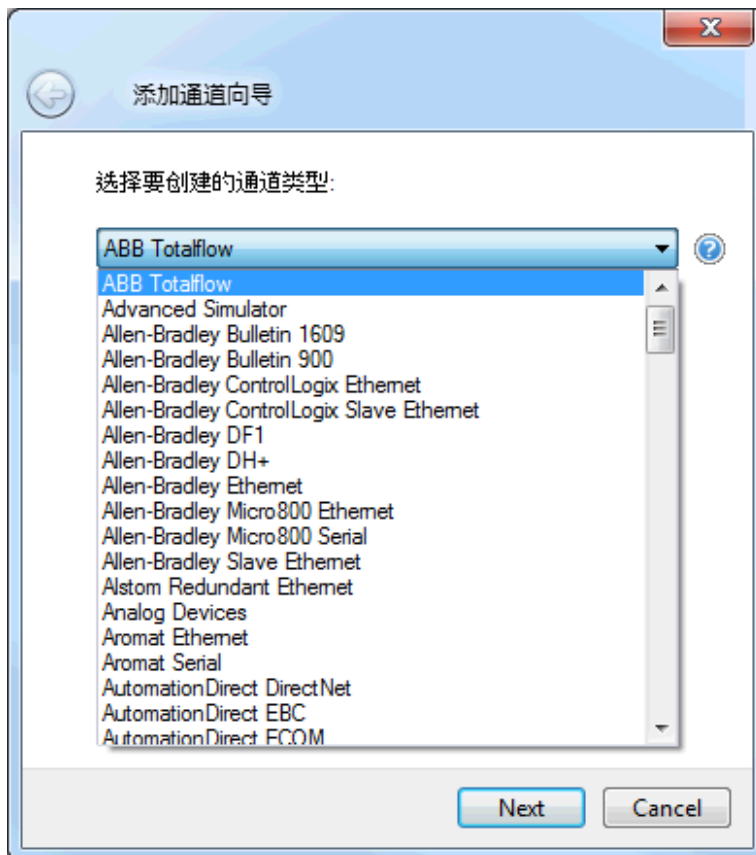 添加通道向导
选择要创建的通道类型:
ABB Totalflow
ABB Totalflow
Advanced Simulator
Allen-Bradley Bulletin 1609
Allen-Bradley Bulletin 900
Allen-Bradley ControlLogix Ethernet
Allen-Bradley ControlLogix Slave Ethernet
Allen-Bradley DF1
Allen-Bradley DH+
Allen-Bradley Ethernet
Allen-Bradley Micro800 Ethernet
Allen-Bradley Micro800 Serial
Allen-Bradley Slave Ethernet
Alstom Redundant Ethernet
Analog Devices
Aromat Ethernet
Aromat Serial
AutomationDirect DirectNet
AutomationDirect EBC
AutomationDirect ECOM
Next
Cancel